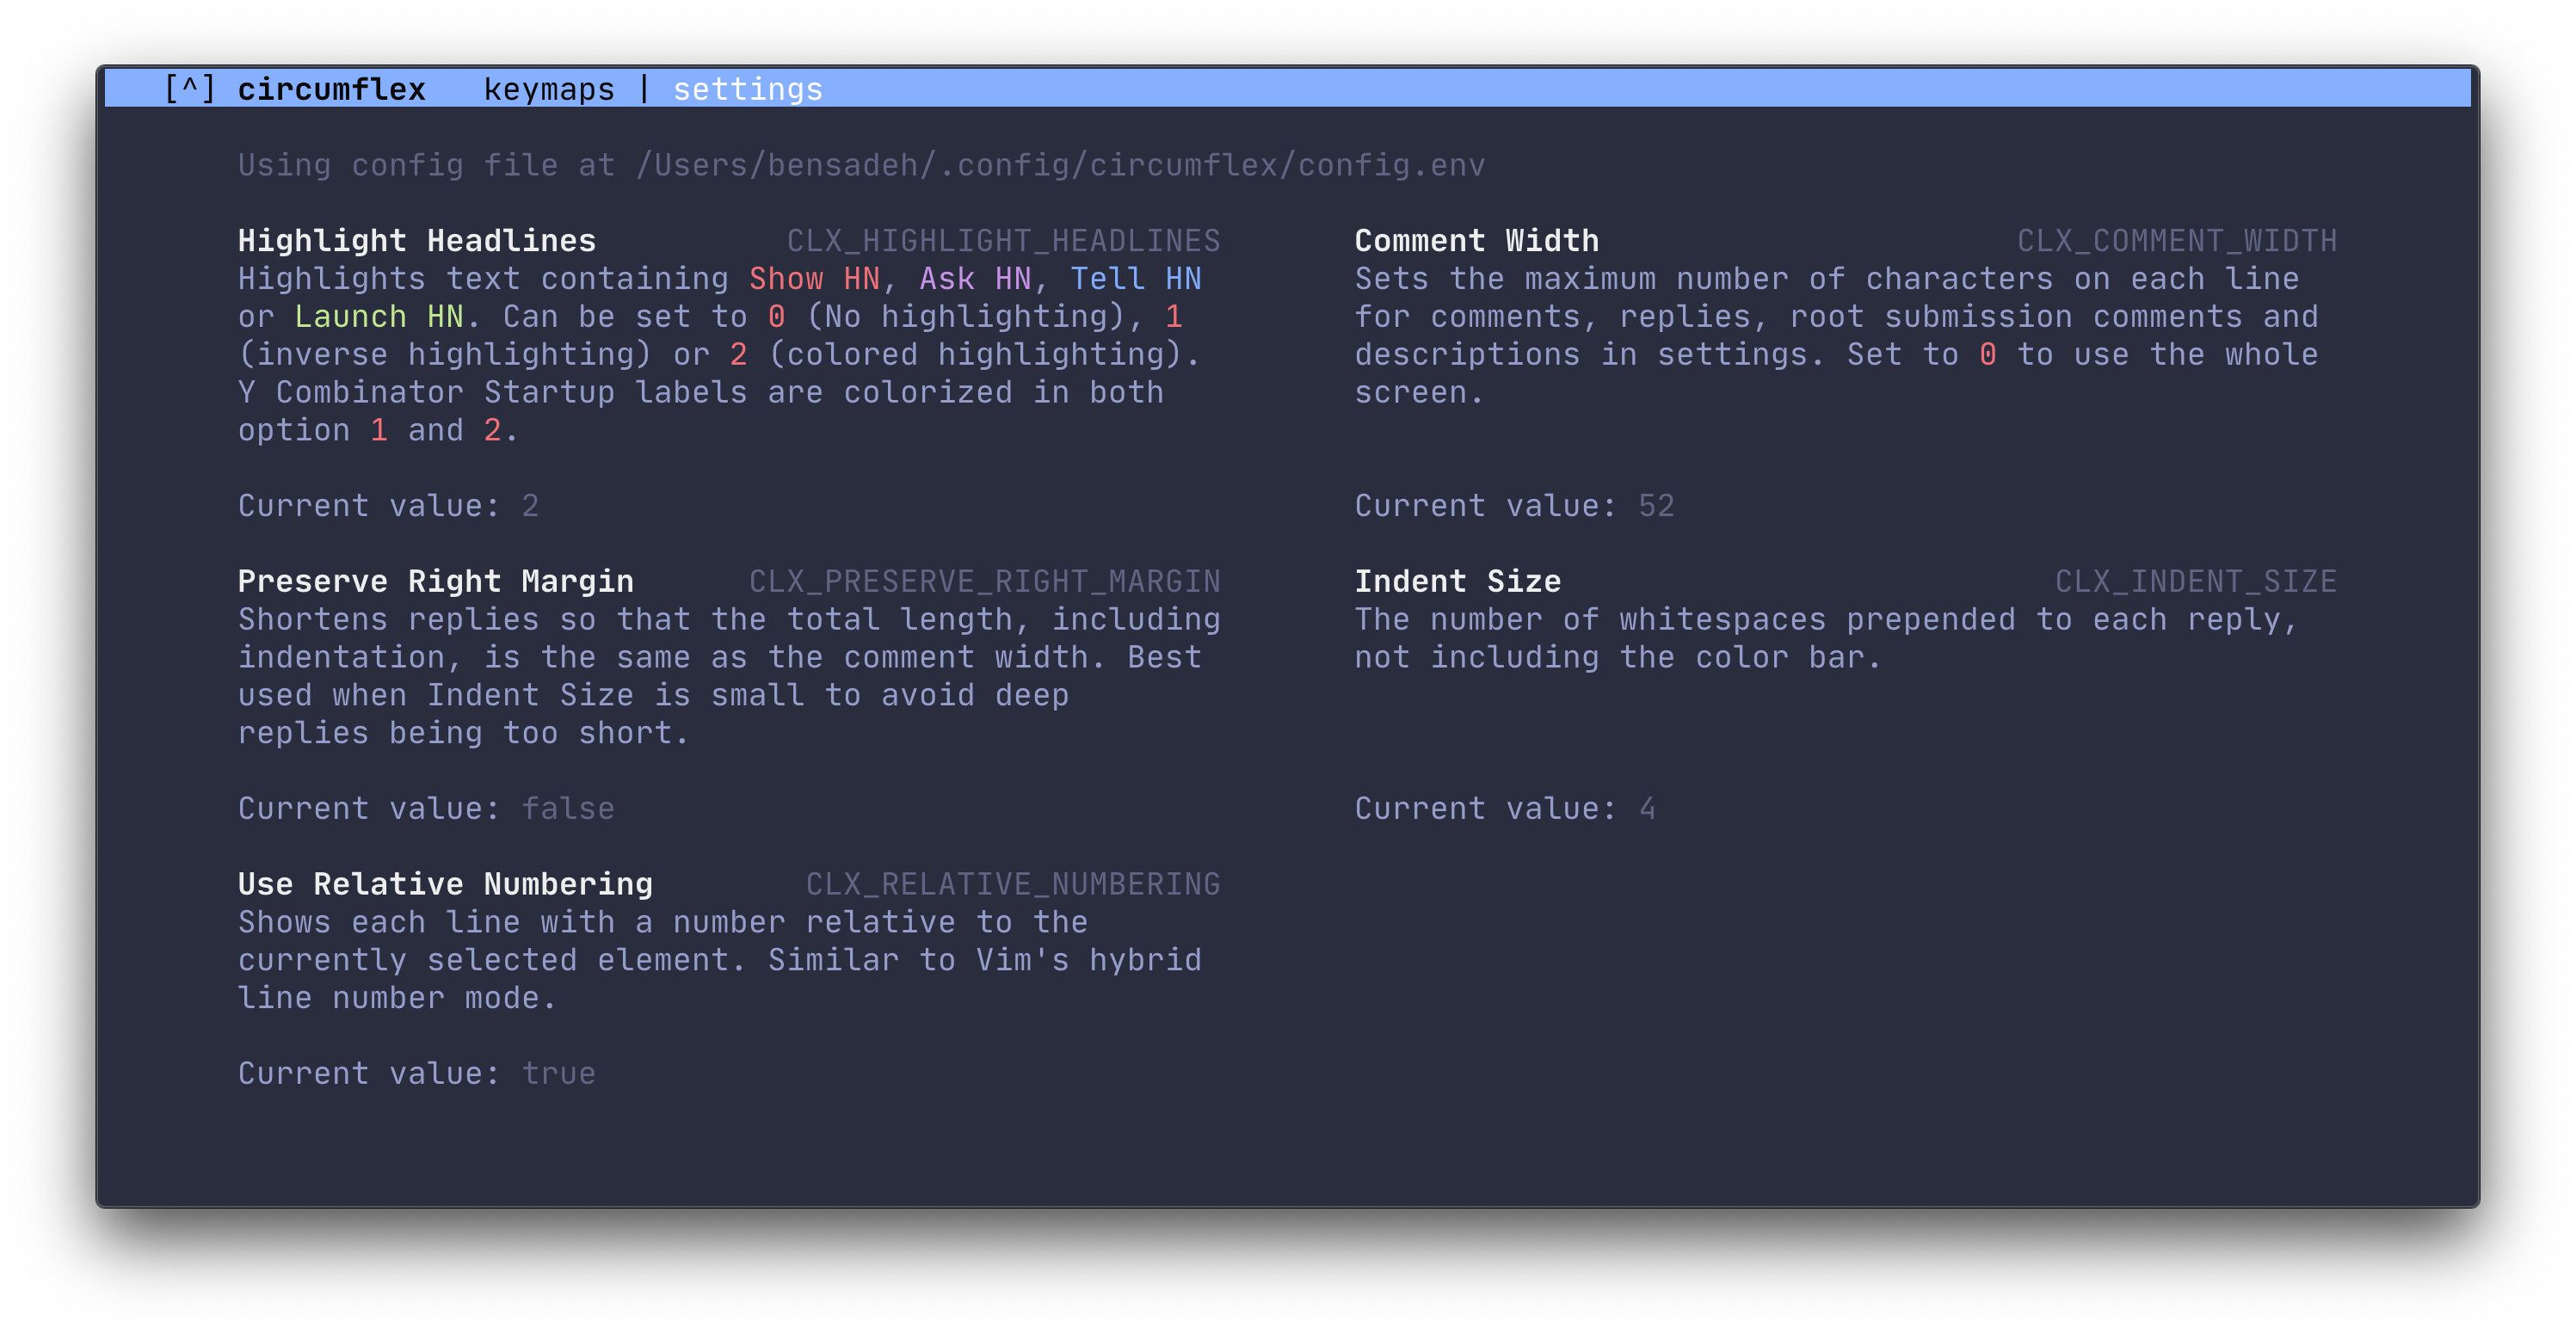 [^] circumflex keymaps | settings
Using config file at /Users/bensadeh/.config/circumflex/config.env
Highlight Headlines CLX_HIGHLIGHT_HEADLINES
Highlights text containing Show HN, Ask HN, Tell HN
or Launch HN. Can be set to 0 (No highlighting), 1
(inverse highlighting) or 2 (colored highlighting).
Y Combinator Startup labels are colorized in both
option 1 and 2.
Current value: 2
Comment Width CLX_COMMENT_WIDTH
Sets the maximum number of characters on each line
for comments, replies, root submission comments and
descriptions in settings. Set to 0 to use the whole
screen.
Current value: 52
Preserve Right Margin CLX_PRESERVE_RIGHT_MARGIN
Shortens replies so that the total length, including
indentation, is the same as the comment width. Best
used when Indent Size is small to avoid deep
replies being too short.
Current value: false
Indent Size CLX_INDENT_SIZE
The number of whitespaces prepended to each reply,
not including the color bar.
Current value: 4
Use Relative Numbering CLX_RELATIVE_NUMBERING
Shows each line with a number relative to the
currently selected element. Similar to Vim's hybrid
line number mode.
Current value: true